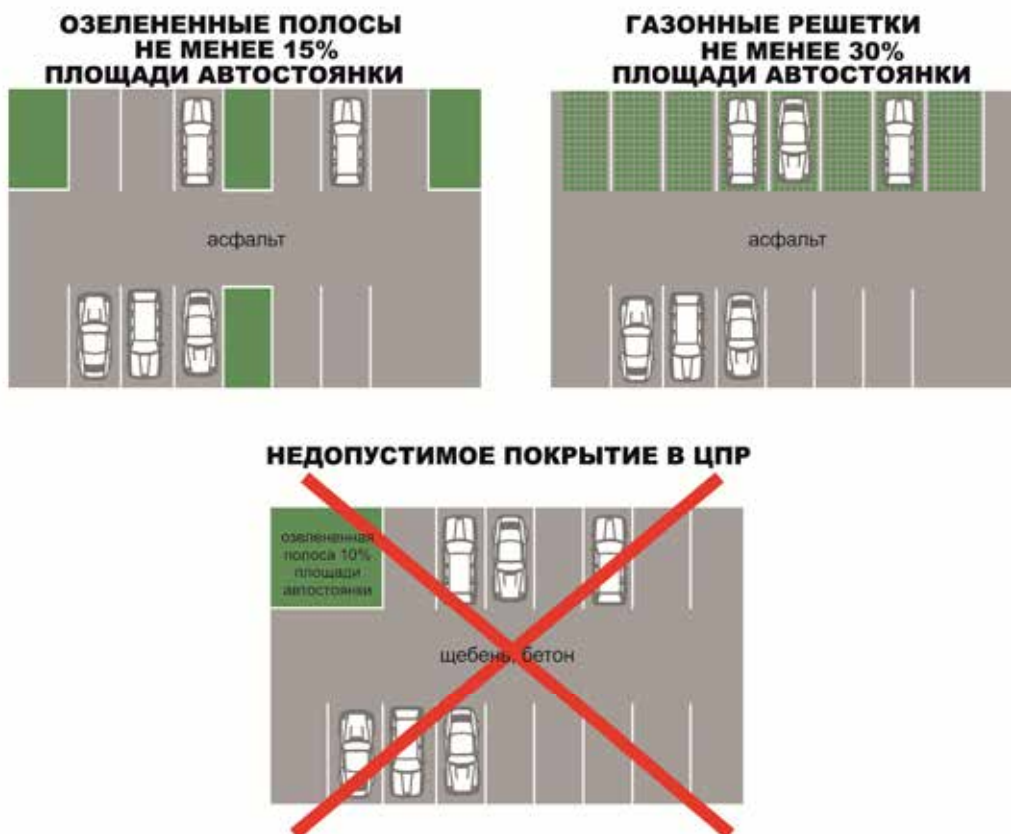 ОЗЕЛЕНЕННЫЕ ПОЛОСЫ
НЕ МЕНЕЕ 15%
ПЛОЩАДИ АВТОСТОЯНКИ
асфальт
ГАЗОННЫЕ РЕШЕТКИ
НЕ МЕНЕЕ 30%
ПЛОЩАДИ АВТОСТОЯНКИ
асфальт
НЕДОПУСТИМОЕ ПОКРЫТИЕ В ЦПР
озелененная
полоса 10%
площади
автостоянки
щебень, бетон